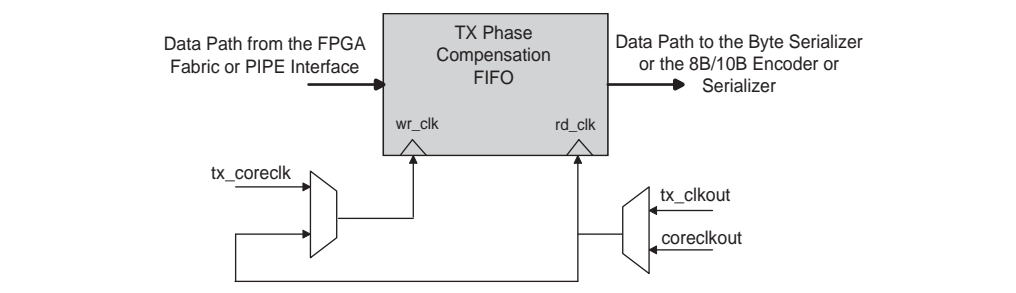 Data Path from the FPGA
Fabric or PIPE Interface
TX Phase
Compensation
FIFO
Data Path to the Byte Serializer
or the 8B/10B Encoder or
Serializer
wr_clk
rd_clk
tx_coreclk
tx_clkout
coreclkout